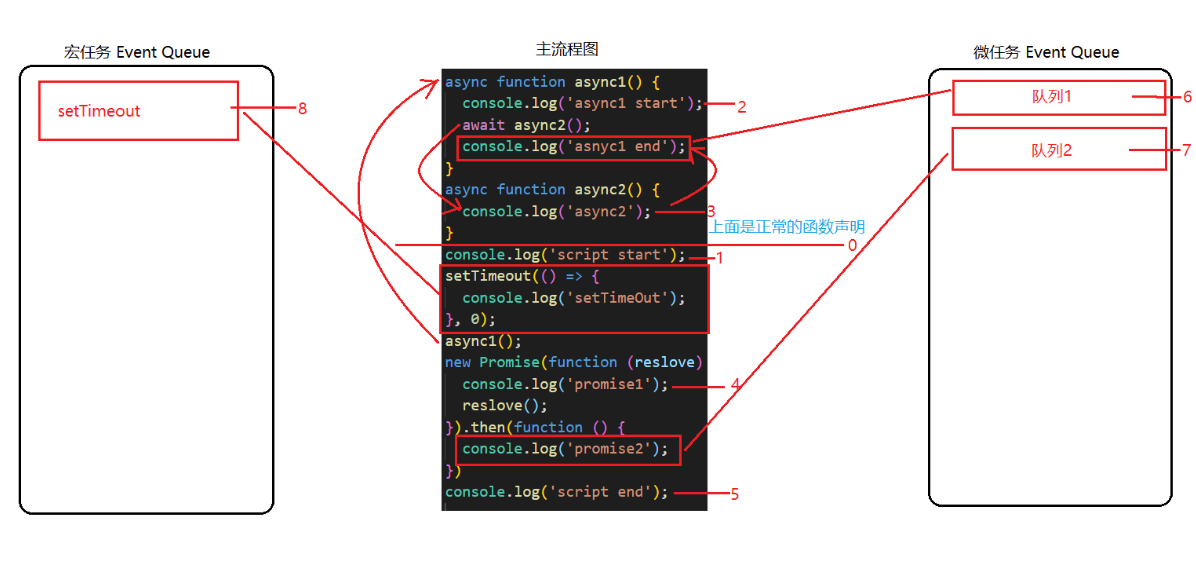 宏任务 Event Queue
setTimeout
8
主流程图
async function async1() {
console.log('async1 start');
2
await async2();
console.log('asnyc1 end');
}
async function async2() {
console.log('async2');
3
}
上面是正常的函数声明
0
console.log('script start');
1
setTimeout(() => {
console.log('setTimeOut');
}, 0);
async1();
new Promise(function (reslove)
console.log('promise1');
4
reslove();
}).then(function () {
console.log('promise2');
})
console.log('script end');
5
微任务 Event Queue
队列1
6
队列2
7